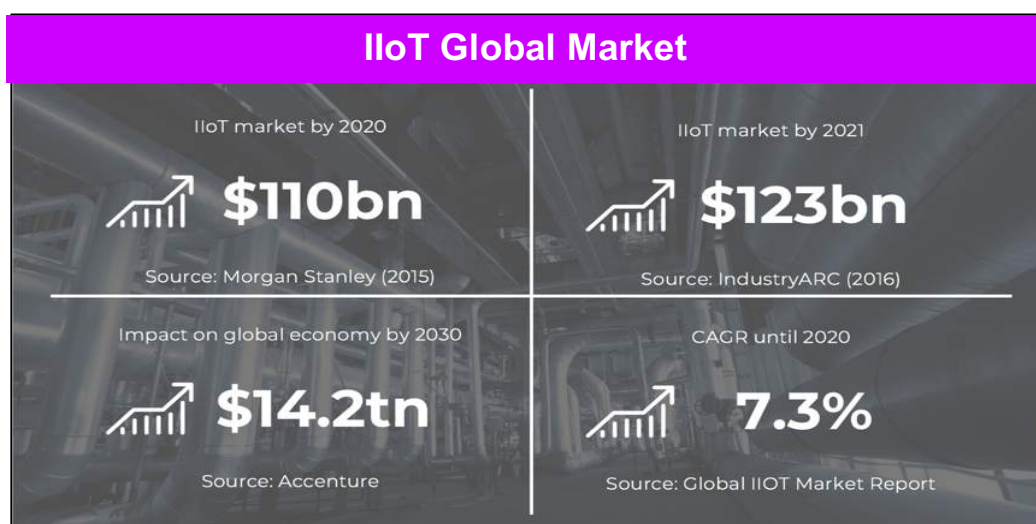 IIoT Global Market
IIoT market by 2020
$110bn
Source: Morgan Stanley (2015)
IIoT market by 2021
$123bn
Source: IndustryARC (2016)
Impact on global economy by 2030
$14.2tn
Source: Accenture
CAGR until 2020
7.3%
Source: Global IIOT Market Report